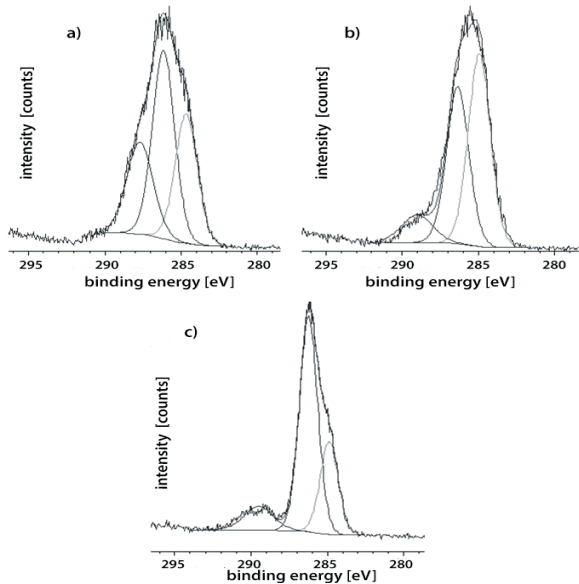 a)
intensity [counts]
295 290 285 280
binding energy [eV]
b)
intensity [counts]
295 290 285 280
binding energy [eV]
c)
intensity [counts]
295 290 285 280
binding energy [eV]